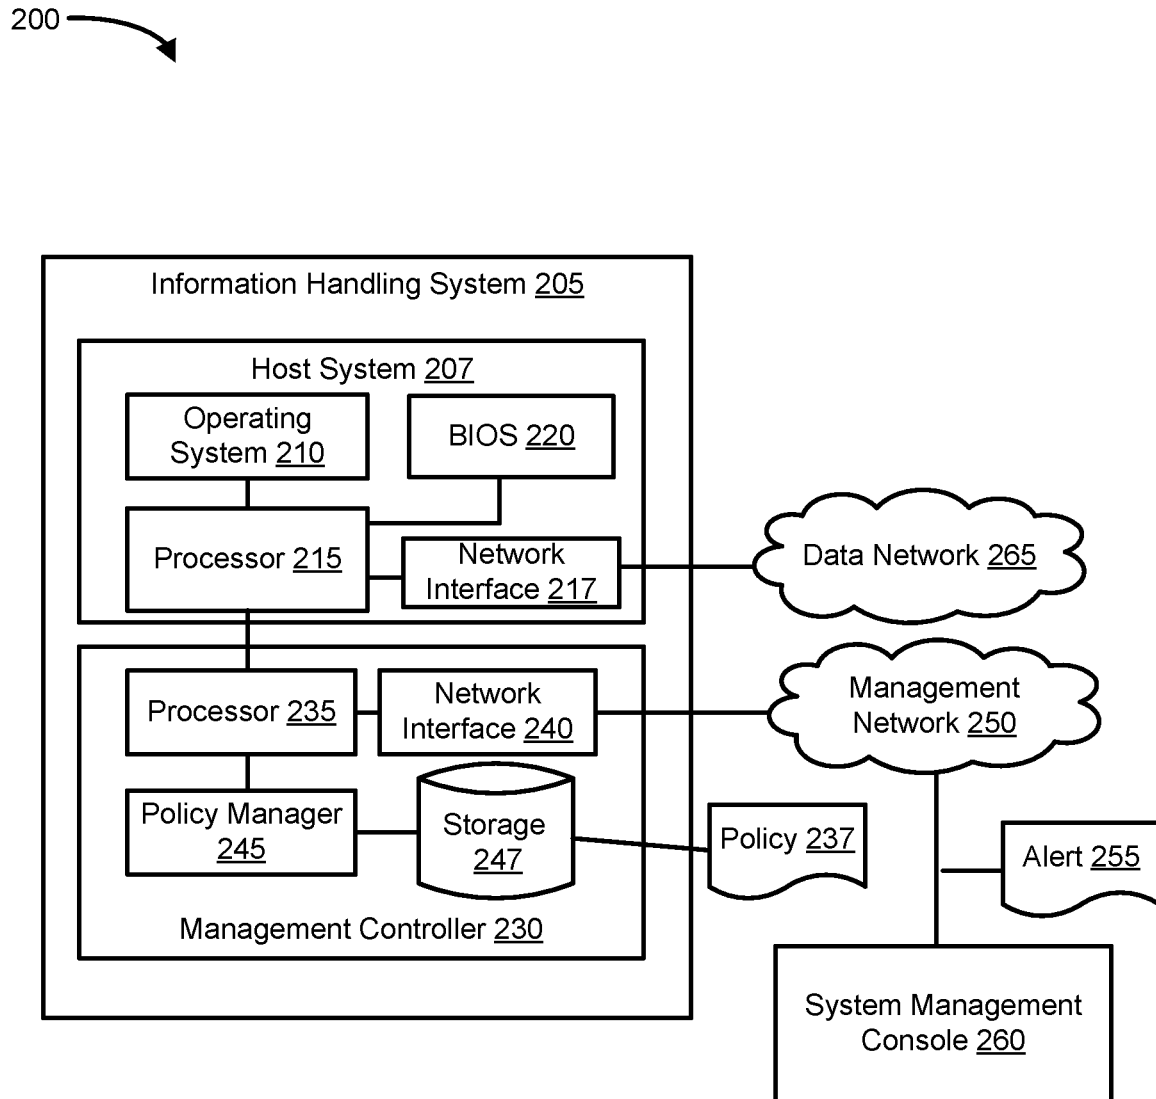 200
Information Handling System 205
Host System 207
Operating
System 210
BIOS 220
Processor 215
Network
Interface 217
Data Network 265
Processor 235
Network
Interface 240
Management
Network 250
Policy Manager
245
Storage
247
Policy 237
Alert 255
Management Controller 230
System Management
Console 260